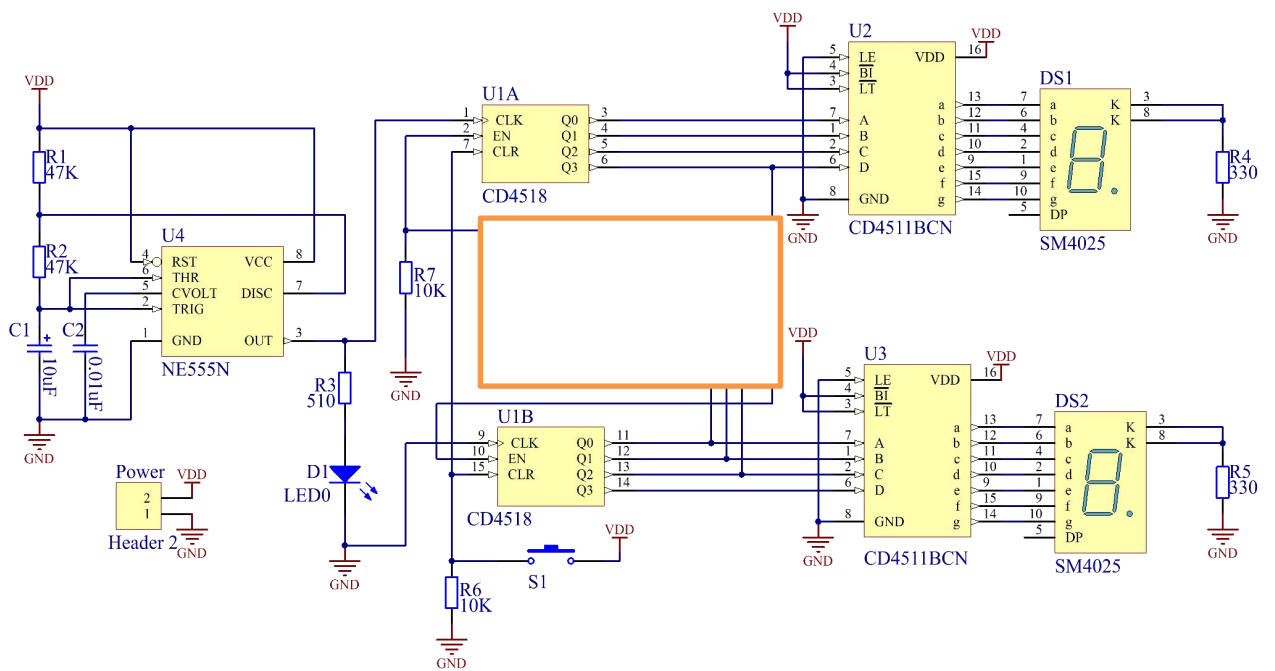 VDD
R1
47K
R2
47K
C1
+
10uF
C2
0.01uF
GND
U4
4 RST VCC 8
6 THR
5 CVOLT DISC 7
2 TRIG
1 GND OUT 3
NE555N
R3
510
D1
LED0
GND
Power
2
1
Header 2
VDD
GND
U1A
1 CLK Q0 3
2 EN Q1 4
7 CLR Q2 5
Q3 6
CD4518
R7
10K
GND
U1B
9 CLK Q0 11
10 EN Q1 12
15 CLR Q2 13
Q3 14
CD4518
S1
VDD
R6
10K
GND
VDD
U2
5 LE VDD 16
4 BI
3 LT
a 13
7 A b 12
1 B c 11
2 C d 10
6 D e 9
f 15
8 GND g 14
CD4511BCN
VDD
GND
DS1
7 a K 3
6 b K 8
4 c
2 d
1 e
9 f
10 g
5 DP
SM4025
R4
330
GND
VDD
U3
5 LE VDD 16
4 BI
3 LT
a 13
7 A b 12
1 B c 11
2 C d 10
6 D e 9
f 15
8 GND g 14
CD4511BCN
VDD
GND
DS2
7 a K 3
6 b K 8
4 c
2 d
1 e
9 f
10 g
5 DP
SM4025
R5
330
GND